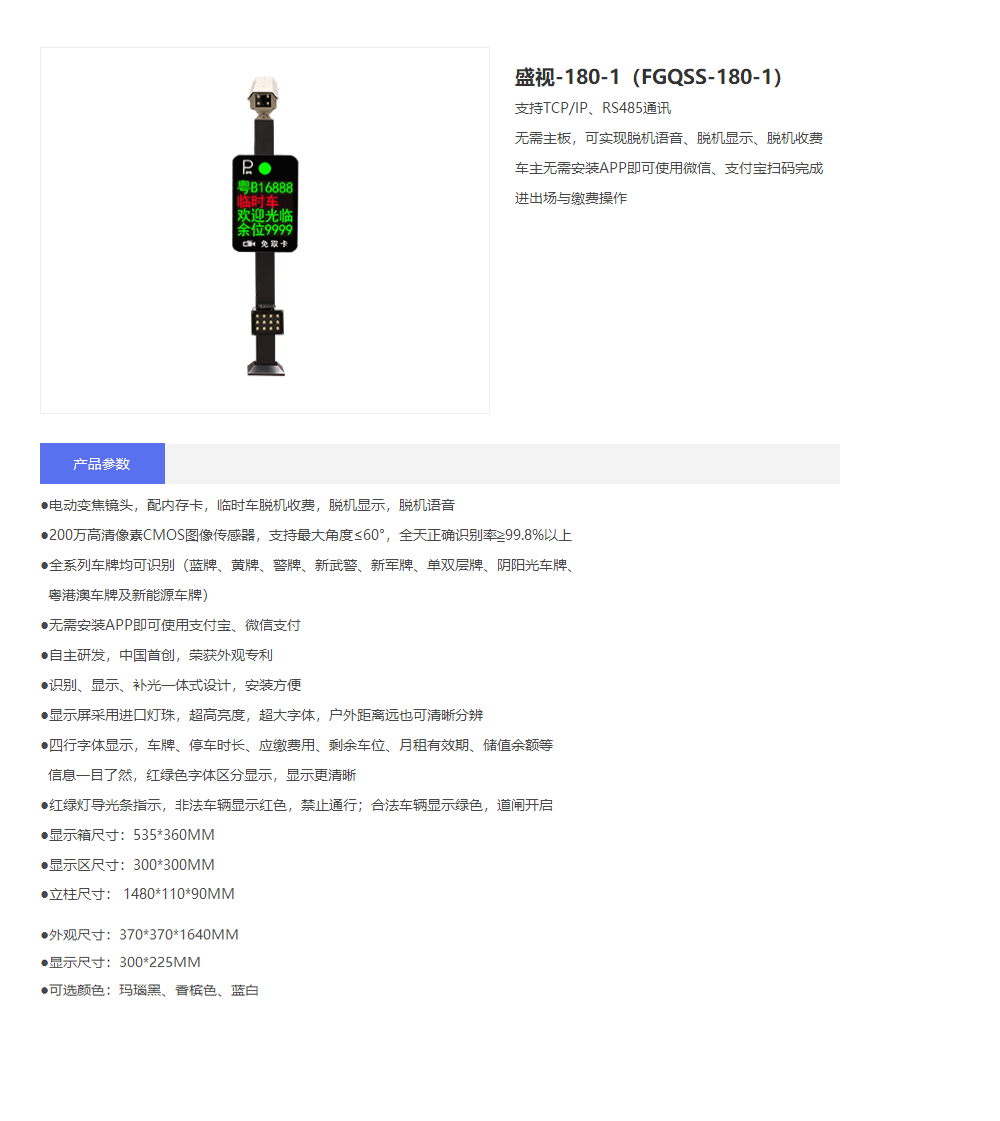 盛视-180-1（FGQSS-180-1）
支持TCP/IP、RS485通讯
无需主板，可实现脱机语音、脱机显示、脱机收费
车主无需安装APP即可使用微信、支付宝扫码完成
进出场与缴费操作
P
粤B16888
临时车
欢迎光临
余位9999
免取卡
产品参数
●电动变焦镜头，配内存卡，临时车脱机收费，脱机显示，脱机语音
●200万高清像素CMOS图像传感器，支持最大角度≤60°，全天正确识别率≧99.8%以上
●全系列车牌均可识别（蓝牌、黄牌、警牌、新武警、新军牌、单双层牌、阴阳光车牌、
粤港澳车牌及新能源车牌）
●无需安装APP即可使用支付宝、微信支付
●自主研发，中国首创，荣获外观专利
●识别、显示、补光一体式设计，安装方便
●显示屏采用进口灯珠，超高亮度，超大字体，户外距离远也可清晰分辨
●四行字体显示，车牌、停车时长、应缴费用、剩余车位、月租有效期、储值余额等
信息一目了然，红绿色字体区分显示，显示更清晰
●红绿灯导光条指示，非法车辆显示红色，禁止通行；合法车辆显示绿色，道闸开启
●显示箱尺寸：535*360MM
●显示区尺寸：300*300MM
●立柱尺寸： 1480*110*90MM
●外观尺寸：370*370*1640MM
●显示尺寸：300*225MM
●可选颜色：玛瑙黑、香槟色、蓝白